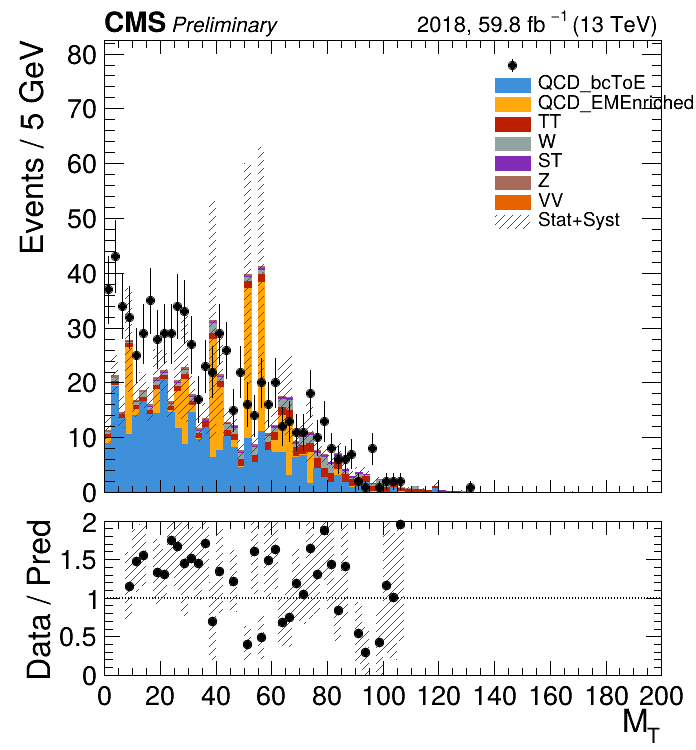 CMS Preliminary 2018, 59.8 fb⁻¹ (13 TeV)
Events / 5 GeV
80
70
60
50
40
30
20
10
0
QCD_bcToE
QCD_EMEnriched
TT
W
ST
Z
VV
Stat+Syst
Data / Pred
2
1.5
1
0.5
0
0 20 40 60 80 100 120 140 160 180 200
M_T